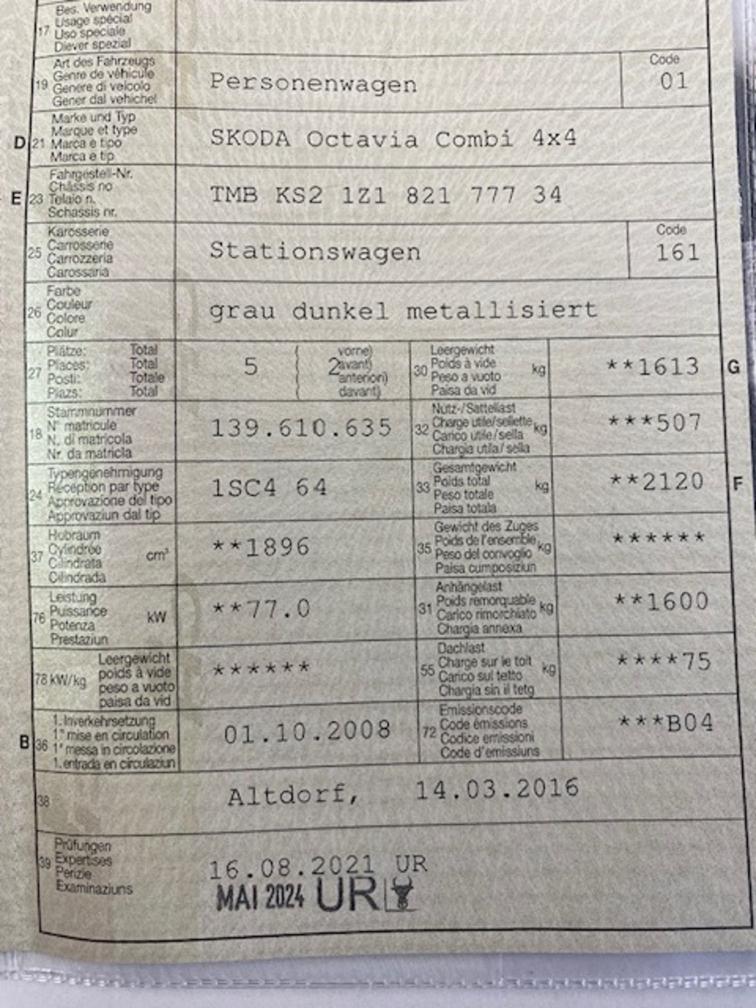 17 Bes. Verwendung
Usage spécial
Uso speciale
Diever spezial
19 Art des Fahrzeugs
Genre de véhicule
Genere di veicolo
Gener dal vehichel
Personenwagen
Code
01
D 21 Marke und Typ
Marque et type
Marca e tipo
Marca e tip
SKODA Octavia Combi 4x4
E 23 Fahrgestell-Nr.
Châssis no
Telaio n.
Schassis nr.
TMB KS2 1Z1 821 777 34
25 Karosserie
Carrosserie
Carrozzeria
Carossaria
Stationswagen
Code
161
26 Farbe
Couleur
Colore
Calur
grau dunkel metallisiert
27 Plätze: Total
Places: Total
Posti: Totale
Plazs: Total
5
2
( vorne)
avant)
anteriori)
( davant)
30 Leergewicht
Poids à vide
Peso a vuoto
Paisa da vid
kg
**1613
G
18 Stammnummer
N° matricule
N. di matricola
Nr. da matricla
139.610.635
32 Nutz-/Sattellast
Charge utile/sellette
Carico utile/sella
Chargia utila/sella
kg
***507
24 Typengenehmigung
Réception par type
Approvazione del tipo
Approvaziun dal tip
1SC4 64
33 Gesamtgewicht
Poids total
Peso totale
Paisa totala
kg
**2120
F
37 Hubraum
Cylindrée
Cilindrata
Cilindrada
cm³
**1896
35 Gewicht des Zuges
Poids de l'ensemble
Peso del convoglio
Paisa cumposiziun
kg
******
76 Leistung
Puissance
Potenza
Prestaziun
kW
**77.0
31 Anhängelast
Poids remorquable
Carico rimorchiato
Chargia annexa
kg
**1600
78 kW/kg
Leergewicht
poids à vide
peso a vuoto
paisa da vid
******
55 Dachlast
Charge sur le toit
Carico sul tetto
Chargia sin il tetg
kg
****75
B 36 1. Inverkehrsetzung
1re mise en circulation
1a messa in circolazione
1. entrada en circulaziun
01.10.2008
72 Emissionscode
Code émissions
Codice emissioni
Code d'emissiuns
***B04
38
Altdorf, 14.03.2016
39 Prüfungen
Expertises
Perizie
Examinaziuns
16.08.2021 UR
MAI 2024 UR